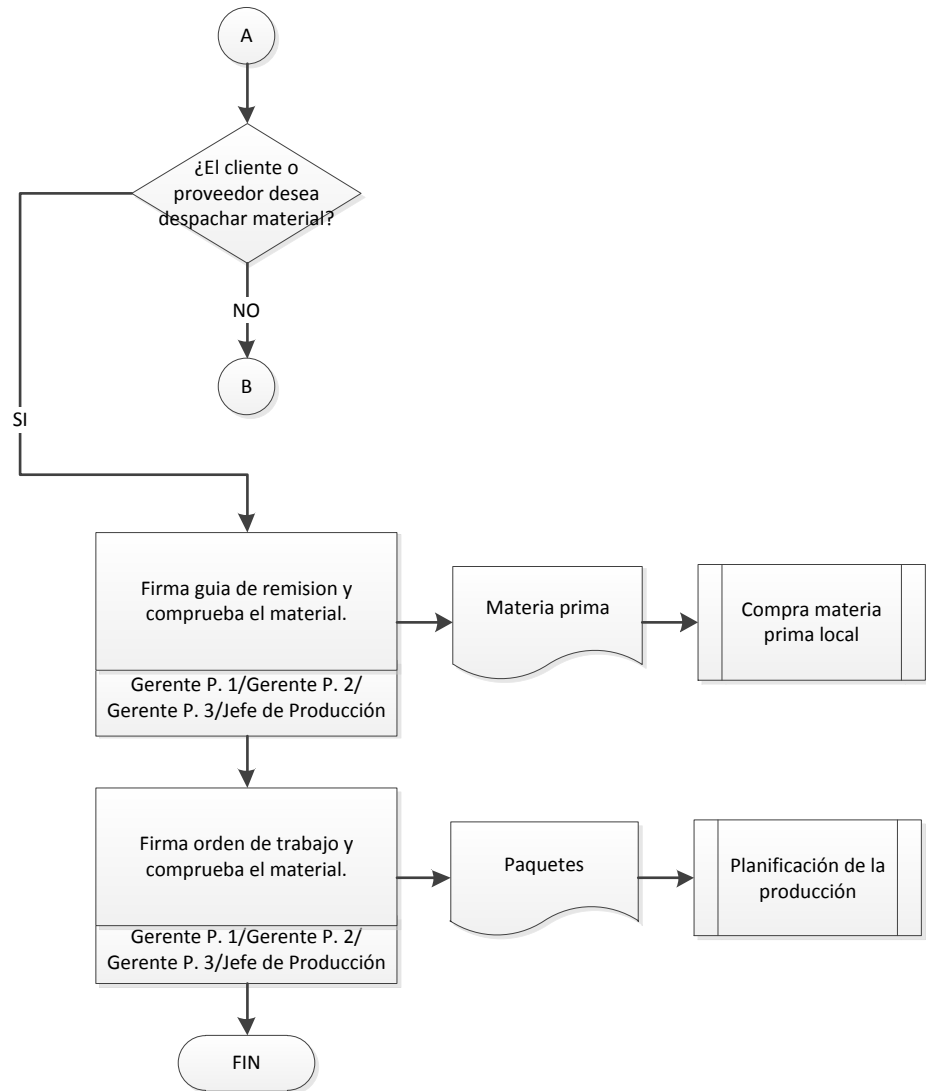 A
¿El cliente o
proveedor desea
despachar material?
NO
B
SI
Firma guia de remision y
comprueba el material.
Gerente P. 1/Gerente P. 2/
Gerente P. 3/Jefe de Producción
Materia prima
Compra materia
prima local
Firma orden de trabajo y
comprueba el material.
Gerente P. 1/Gerente P. 2/
Gerente P. 3/Jefe de Producción
Paquetes
Planificación de la
producción
FIN